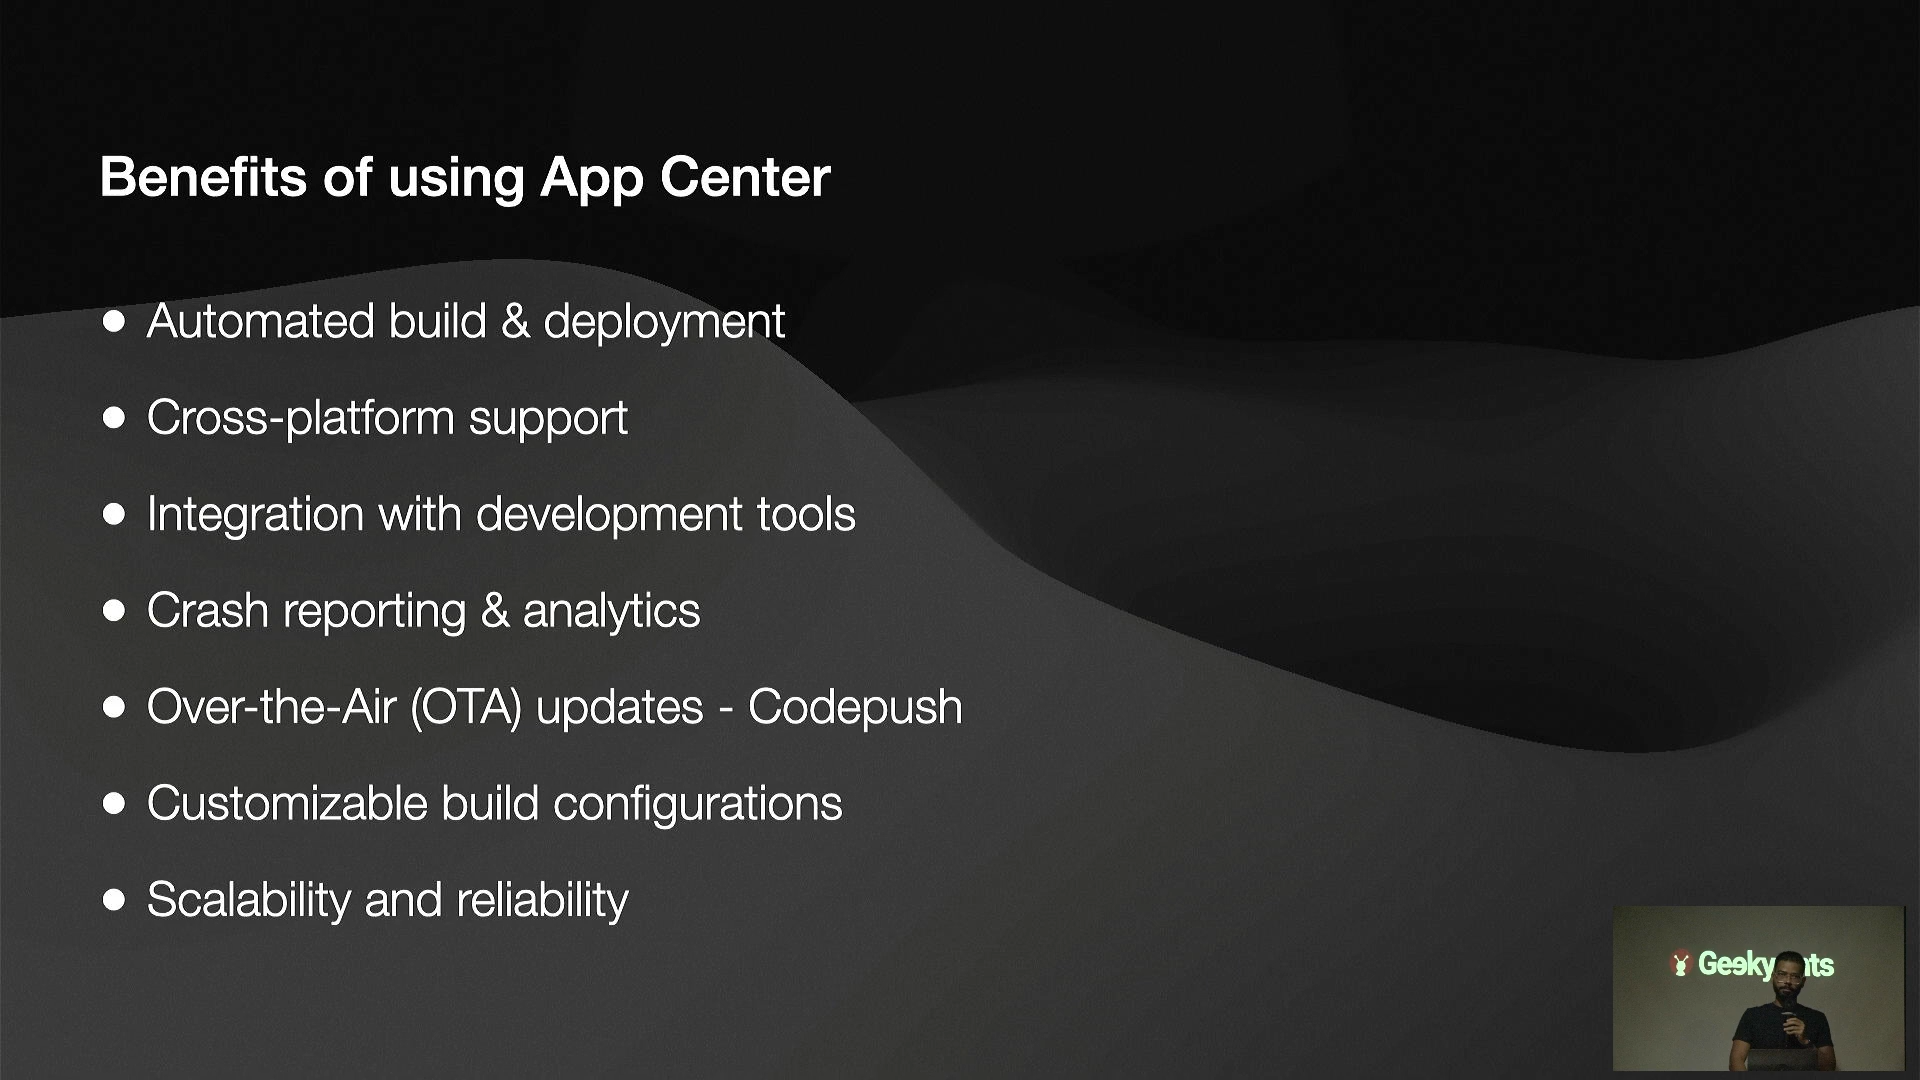 Benefits of using App Center
● Automated build & deployment
● Cross-platform support
● Integration with development tools
● Crash reporting & analytics
● Over-the-Air (OTA) updates - Codepush
● Customizable build configurations
● Scalability and reliability